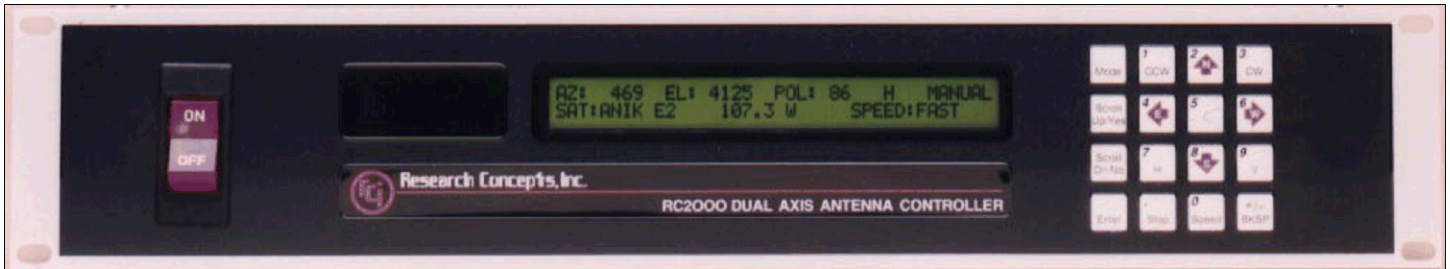 ON
OFF
AZ: 469 EL: 4125 POL: 86 H MANUAL
SAT:ANIK E2 107.3 W SPEED:FAST
Research Concepts, Inc.
RC2000 DUAL AXIS ANTENNA CONTROLLER
Mode
1 CCW
2 N
3 CW
Scroll Up/Yes
4 E
5
6 W
Scroll Dn/No
7 H
8 S
9 V
Enter
Stop
0 Speed
+/- BKSP